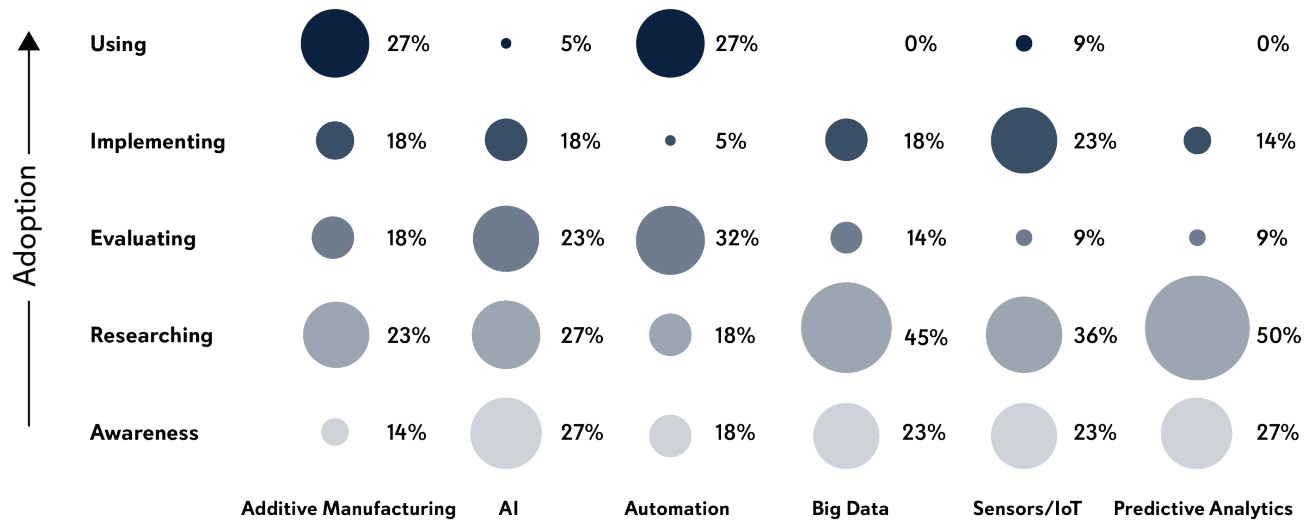 Using 27% 5% 27% 0% 9% 0%
Implementing 18% 18% 5% 18% 23% 14%
Adoption
Evaluating 18% 23% 32% 14% 9% 9%
Researching 23% 27% 18% 45% 36% 50%
Awareness 14% 27% 18% 23% 23% 27%
Additive Manufacturing AI Automation Big Data Sensors/IoT Predictive Analytics